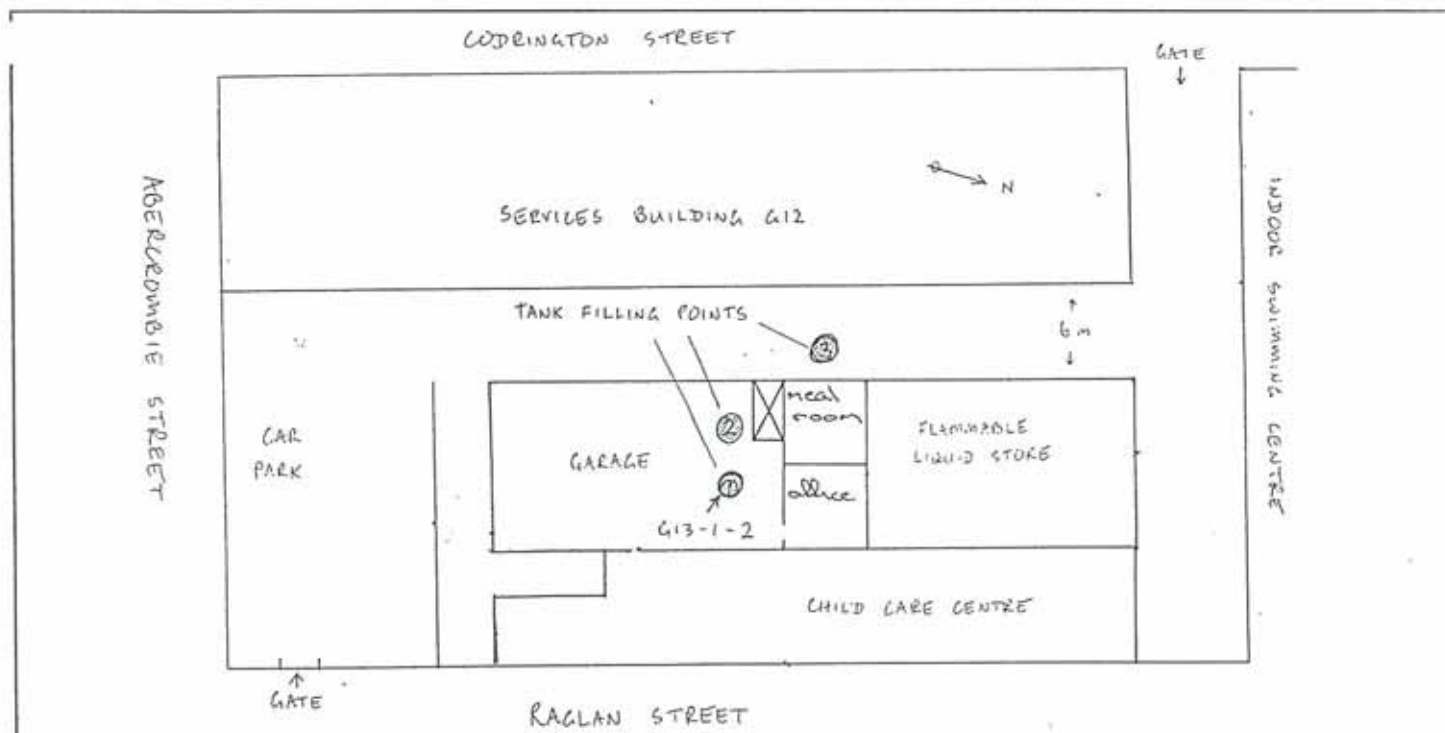 CODRINGTON STREET
GATE
↓
ABERCROMBIE STREET
N
INDOOR SWIMMING CENTRE
SERVICES BUILDING G12
TANK FILLING POINTS
3
↑
6m
↓
meal
room
2
FLAMMABLE
LIQUID STORE
CAR
PARK
GARAGE
1
office
G13-1-2
CHILD CARE CENTRE
↑
GATE
RAGLAN STREET